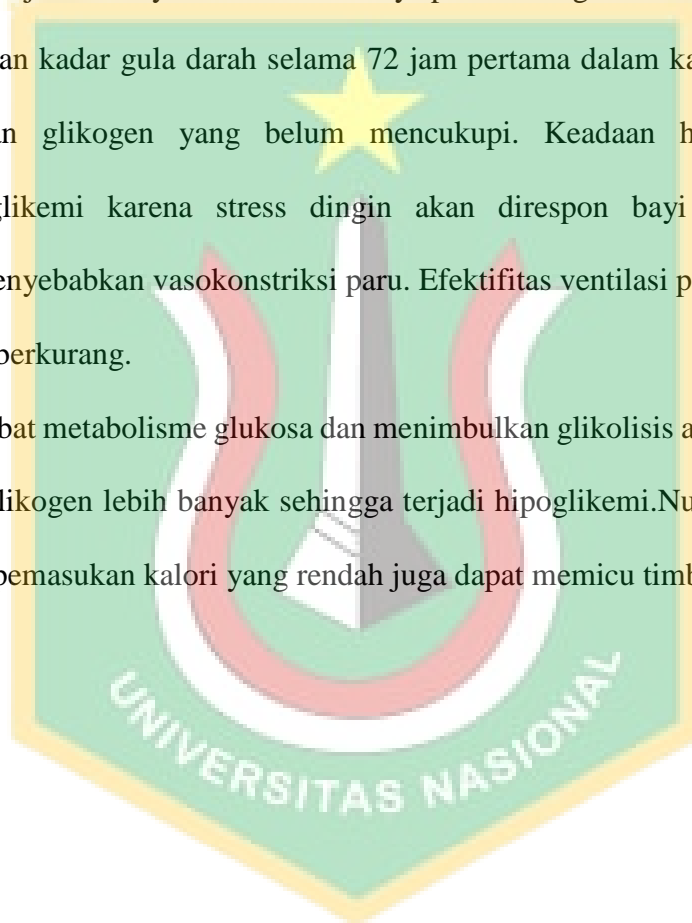 an kadar gula darah selama 72 jam pertama dalam ka
n glikogen yang belum mencukupi. Keadaan h
glikemi karena stress dingin akan direspon bayi
enyebabkan vasokonstriksi paru. Efektifitas ventilasi p
berkurang.
bat metabolisme glukosa dan menimbulkan glikolisis a
likogen lebih banyak sehingga terjadi hipoglikemi.Nu
pemasukan kalori yang rendah juga dapat memicu timb
UNIVERSITAS NASIONAL